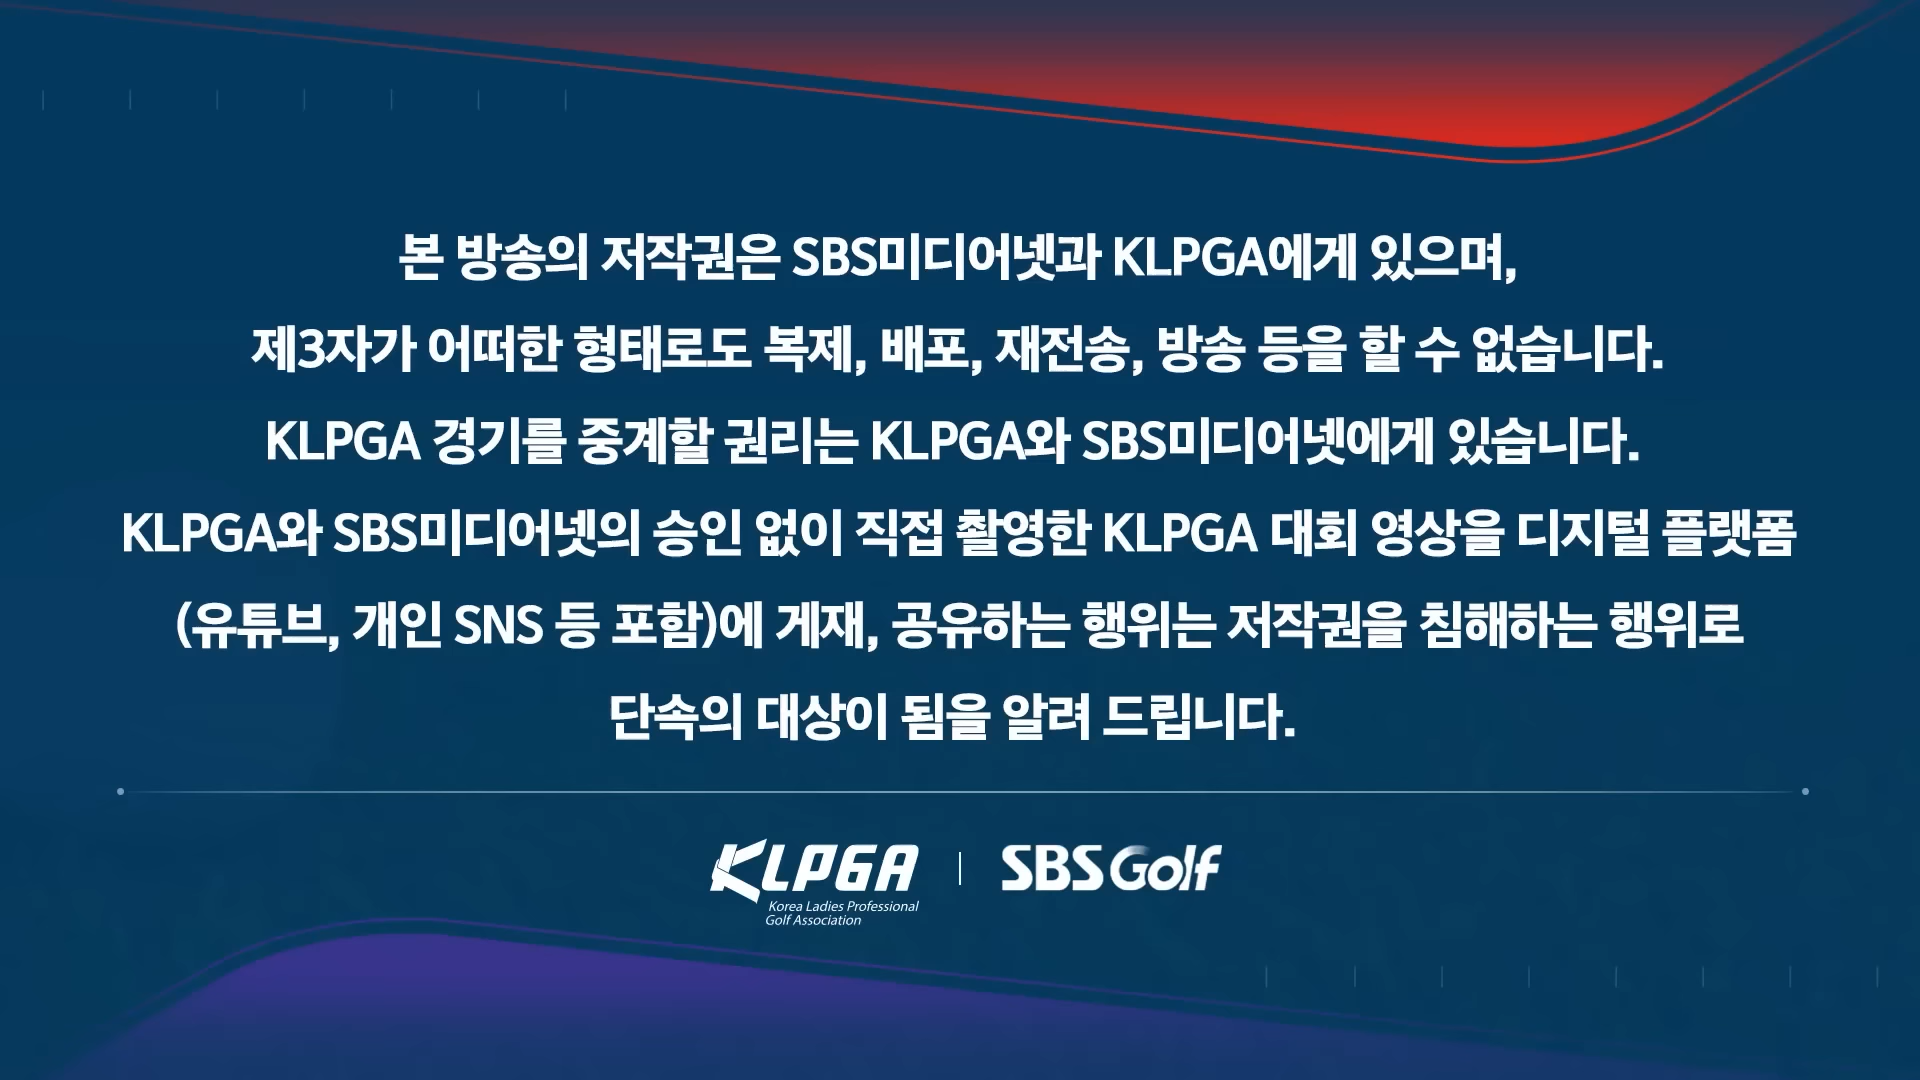 본 방송의 저작권은 SBS미디어넷과 KLPGA에게 있으며,
제3자가 어떠한 형태로도 복제, 배포, 재전송, 방송 등을 할 수 없습니다.
KLPGA 경기를 중계할 권리는 KLPGA와 SBS미디어넷에게 있습니다.
KLPGA와 SBS미디어넷의 승인 없이 직접 촬영한 KLPGA 대회 영상을 디지털 플랫폼
(유튜브, 개인 SNS 등 포함)에 게재, 공유하는 행위는 저작권을 침해하는 행위로
단속의 대상이 됨을 알려 드립니다.
KLPGA
Korea Ladies Professional
Golf Association
SBS Golf